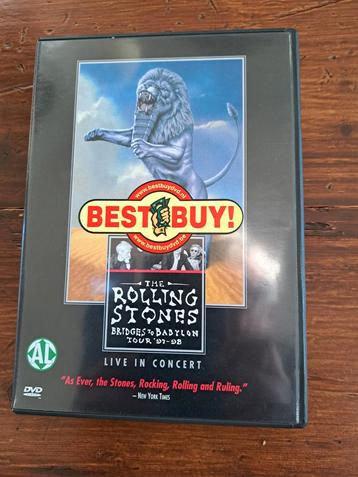 www.bestbuydvd.nl
BEST BUY!
www.bestbuydvd.be
THE
ROLLING
STONES
BRIDGES TO BABYLON
TOUR '97-98
LIVE IN CONCERT
AL
"As Ever, the Stones, Rocking, Rolling and Ruling."
– NEW YORK TIMES
DVD